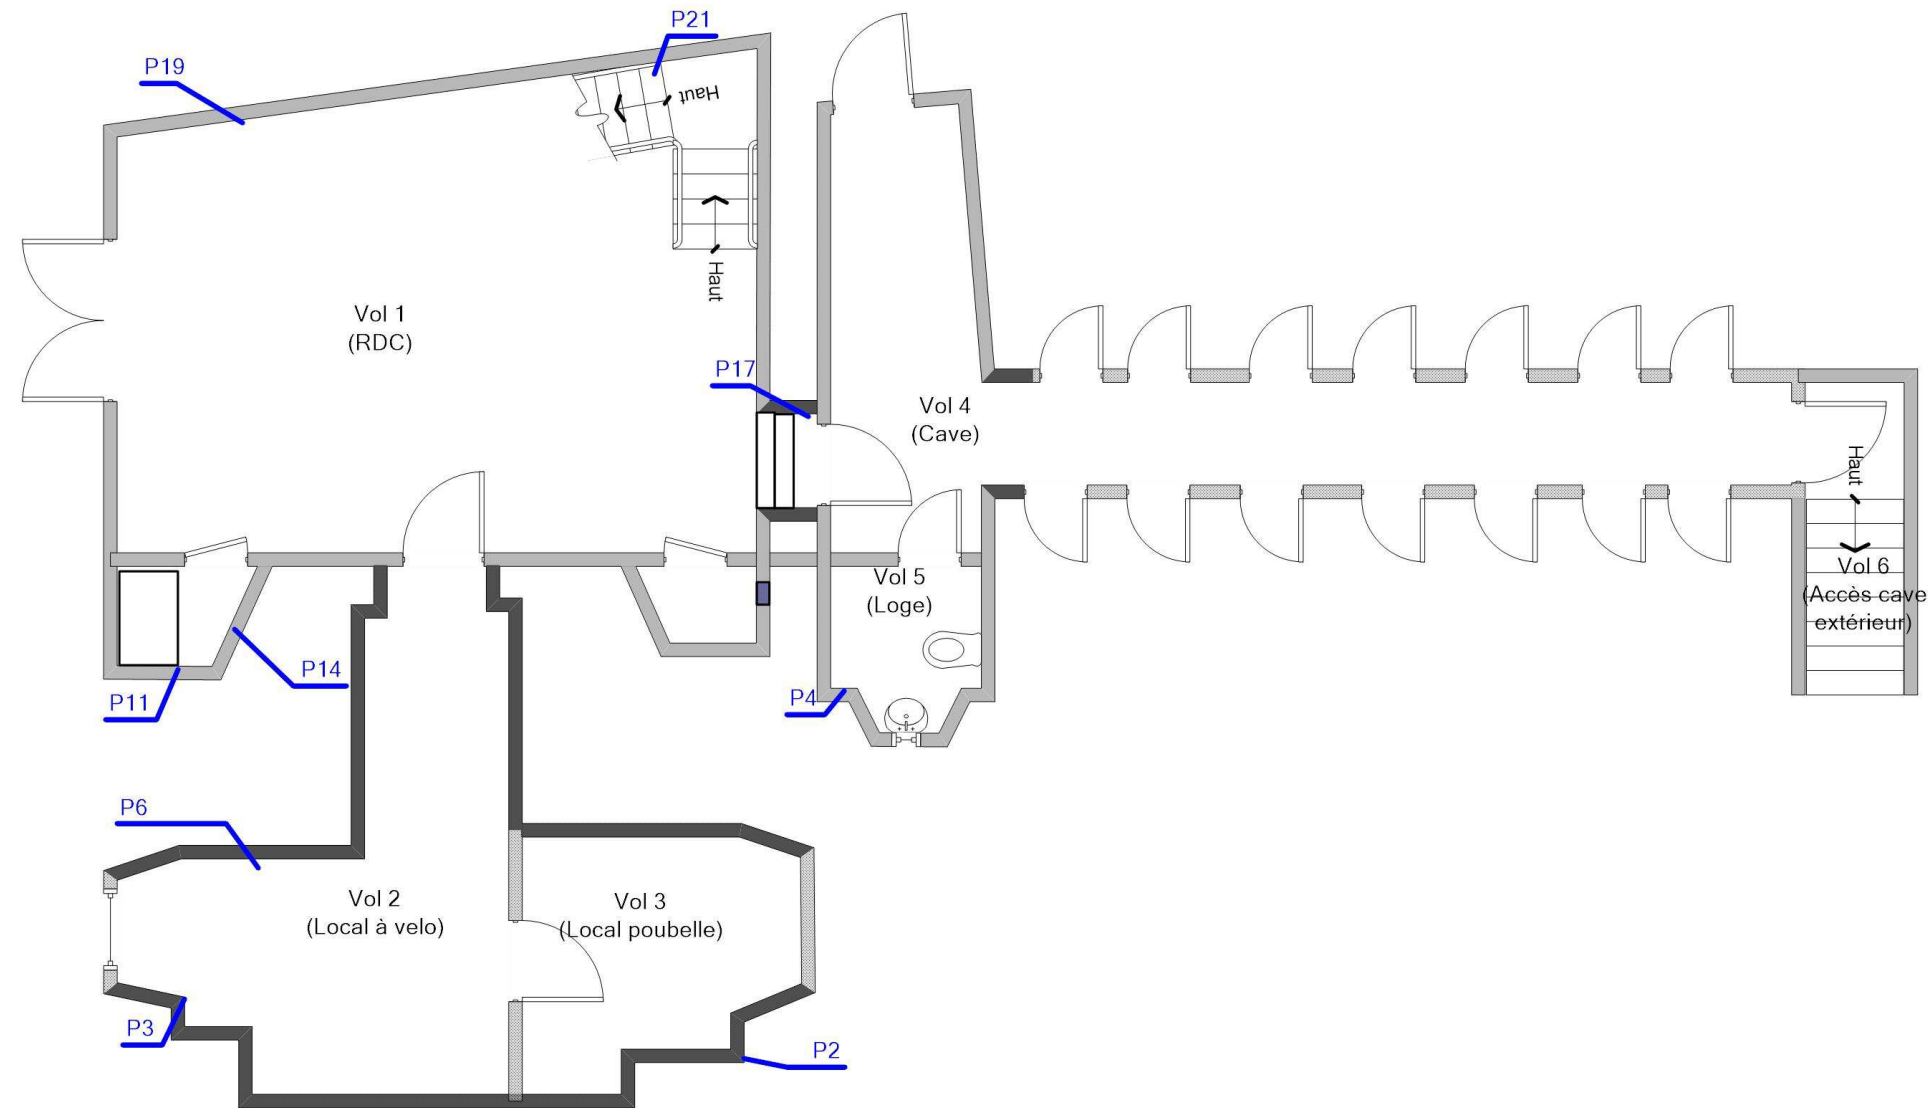 P21
P19
Haut
Haut
Vol 1
(RDC)
P17
Vol 4
(Cave)
Haut
Vol 5
(Loge)
Vol 6
(Accès cave
extérieur)
P14
P11
P4
P6
Vol 2
(Local à velo)
Vol 3
(Local poubelle)
P3
P2